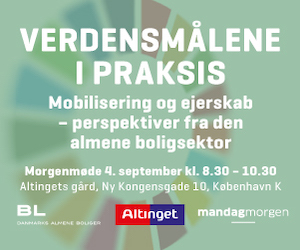 VERDENSMÅLENE
I PRAKSIS
Mobilisering og ejerskab
– perspektiver fra den
almene boligsektor
Morgenmøde 4. september kl. 8.30 – 10.30
Altingets gård, Ny Kongensgade 10, København K
BL
DANMARKS ALMENE BOLIGER
Altinget
mandagmorgen